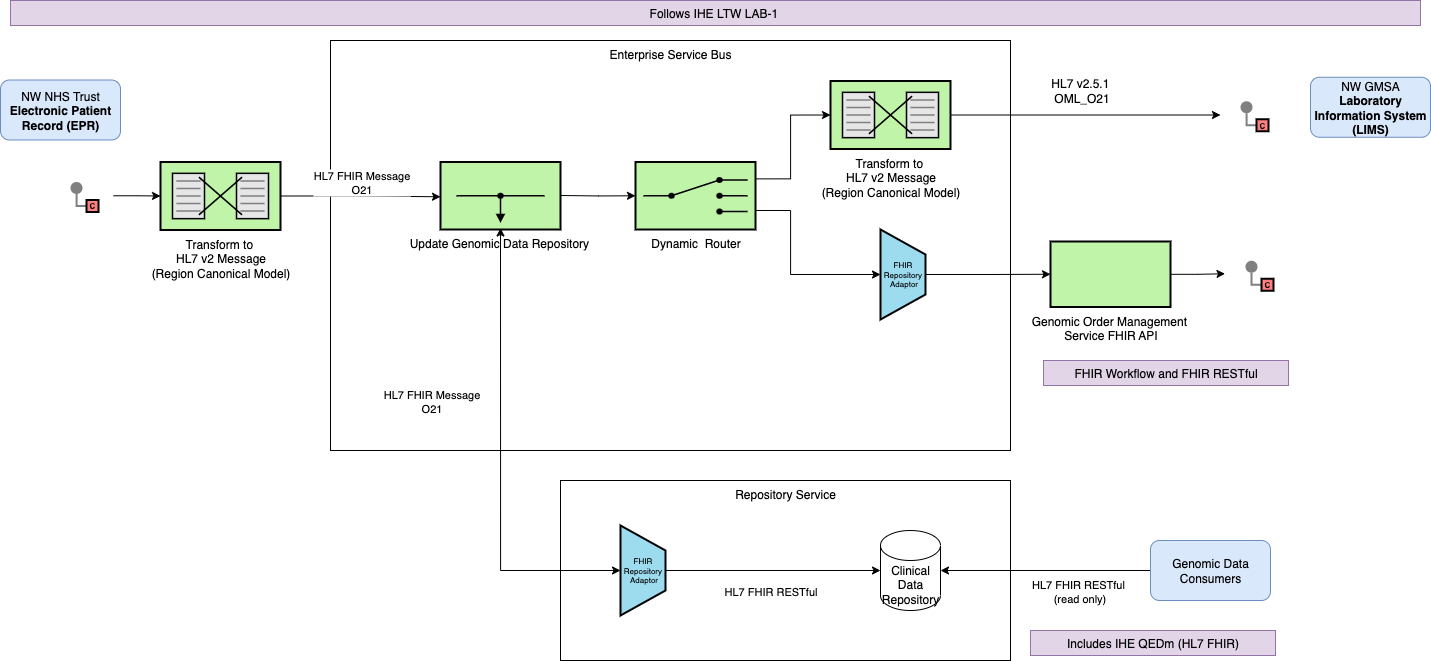 Follows IHE LTW LAB-1
Enterprise Service Bus
NW NHS Trust
Electronic Patient
Record (EPR)
HL7 v2.5.1
OML_O21
NW GMSA
Laboratory
Information System
(LIMS)
C
C
HL7 FHIR Message
O21
Transform to
HL7 v2 Message
(Region Canonical Model)
Transform to
HL7 v2 Message
(Region Canonical Model)
Update Genomic Data Repository
Dynamic  Router
FHIR
Repository
Adaptor
C
Genomic Order Management
Service FHIR API
FHIR Workflow and FHIR RESTful
HL7 FHIR Message
O21
Repository Service
FHIR
Repository
Adaptor
HL7 FHIR RESTful
Clinical
Data
Repository
HL7 FHIR RESTful
(read only)
Genomic Data
Consumers
Includes IHE QEDm (HL7 FHIR)